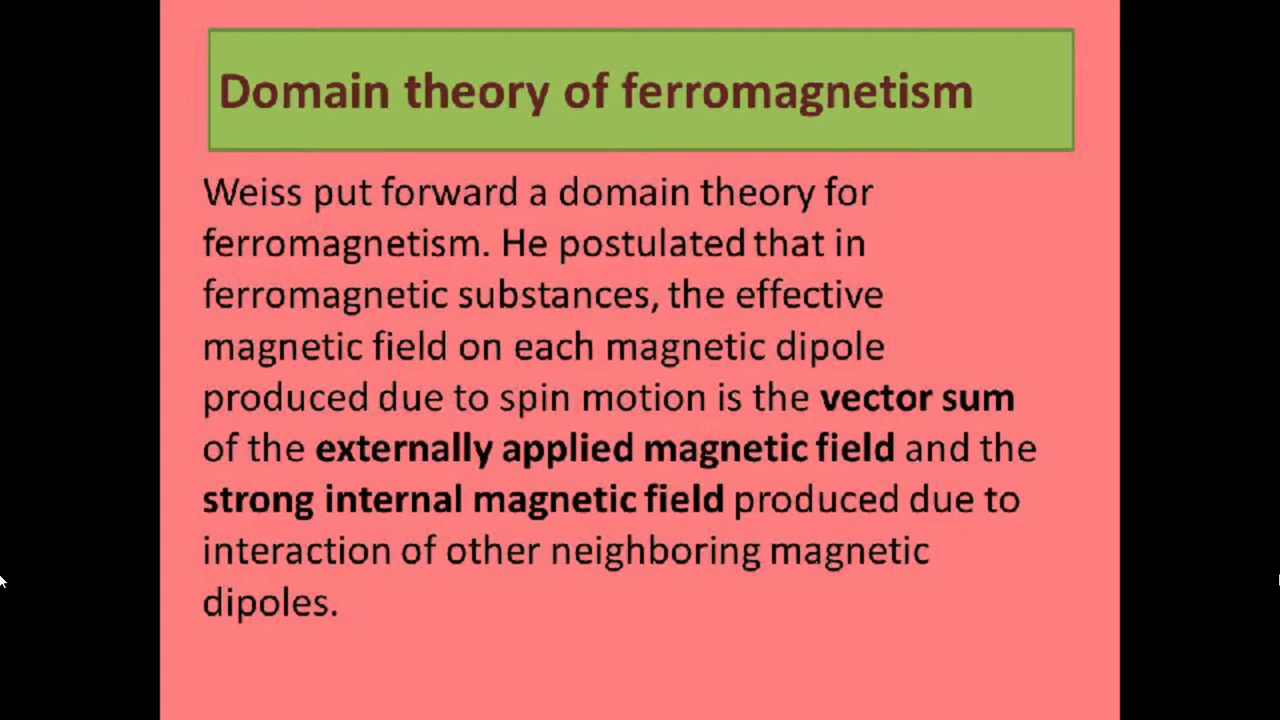 Domain theory of ferromagnetism
Weiss put forward a domain theory for
ferromagnetism. He postulated that in
ferromagnetic substances, the effective
magnetic field on each magnetic dipole
produced due to spin motion is the vector sum
of the externally applied magnetic field and the
strong internal magnetic field produced due to
interaction of other neighboring magnetic
dipoles.